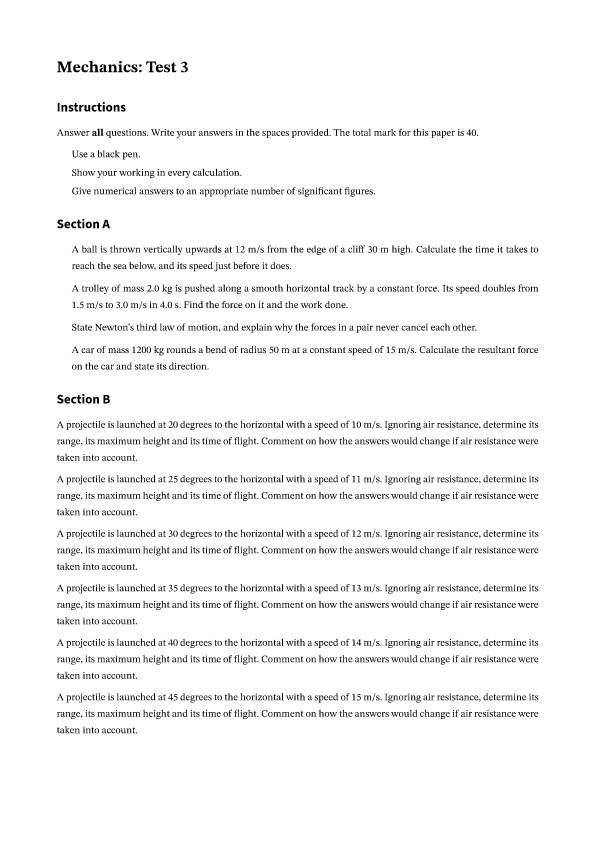 Mechanics: Test 3
Instructions
Answer all questions. Write your answers in the spaces provided. The total mark for this paper is 40.
Use a black pen.
Show your working in every calculation.
Give numerical answers to an appropriate number of significant figures.
Section A
A ball is thrown vertically upwards at 12 m/s from the edge of a cliff 30 m high. Calculate the time it takes to
reach the sea below, and its speed just before it does.
A trolley of mass 2.0 kg is pushed along a smooth horizontal track by a constant force. Its speed doubles from
1.5 m/s to 3.0 m/s in 4.0 s. Find the force on it and the work done.
State Newton's third law of motion, and explain why the forces in a pair never cancel each other.
A car of mass 1200 kg rounds a bend of radius 50 m at a constant speed of 15 m/s. Calculate the resultant force
on the car and state its direction.
Section B
A projectile is launched at 20 degrees to the horizontal with a speed of 10 m/s. Ignoring air resistance, determine its
range, its maximum height and its time of flight. Comment on how the answers would change if air resistance were
taken into account.
A projectile is launched at 25 degrees to the horizontal with a speed of 11 m/s. Ignoring air resistance, determine its
range, its maximum height and its time of flight. Comment on how the answers would change if air resistance were
taken into account.
A projectile is launched at 30 degrees to the horizontal with a speed of 12 m/s. Ignoring air resistance, determine its
range, its maximum height and its time of flight. Comment on how the answers would change if air resistance were
taken into account.
A projectile is launched at 35 degrees to the horizontal with a speed of 13 m/s. Ignoring air resistance, determine its
range, its maximum height and its time of flight. Comment on how the answers would change if air resistance were
taken into account.
A projectile is launched at 40 degrees to the horizontal with a speed of 14 m/s. Ignoring air resistance, determine its
range, its maximum height and its time of flight. Comment on how the answers would change if air resistance were
taken into account.
A projectile is launched at 45 degrees to the horizontal with a speed of 15 m/s. Ignoring air resistance, determine its
range, its maximum height and its time of flight. Comment on how the answers would change if air resistance were
taken into account.